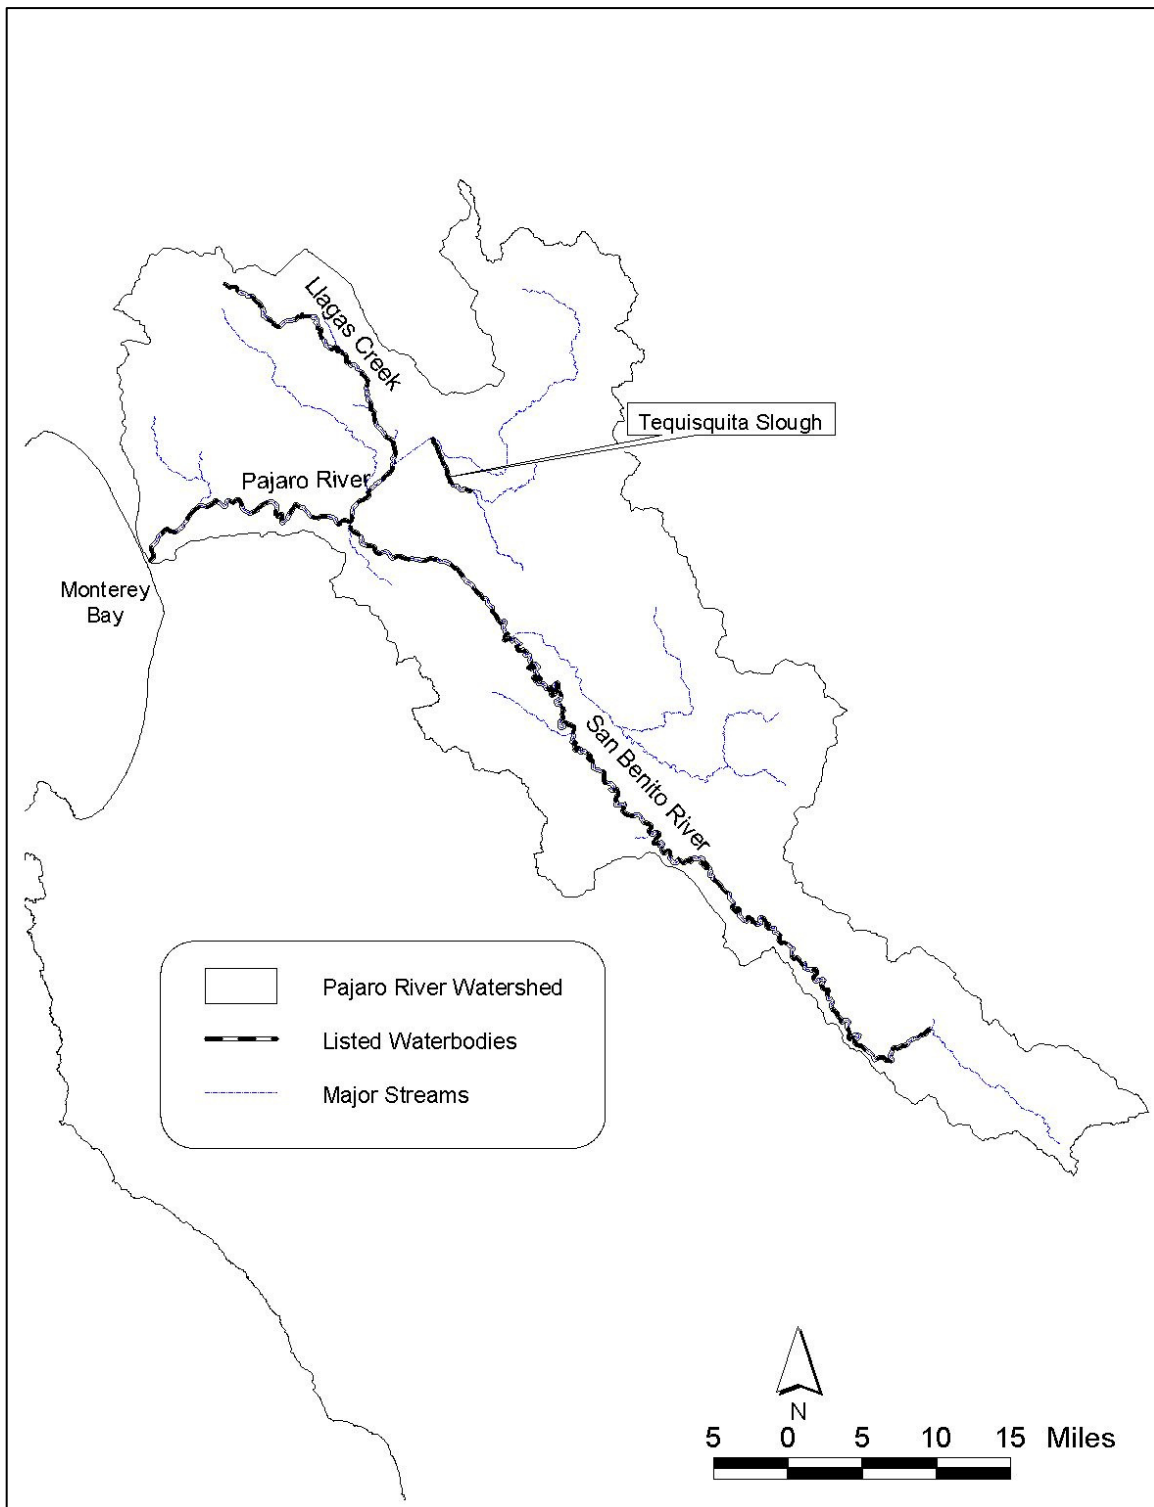 Llagas Creek
Tequisquita Slough
Pajaro River
Monterey
Bay
San Benito River
Pajaro River Watershed
Listed Waterbodies
Major Streams
N
5 0 5 10 15 Miles